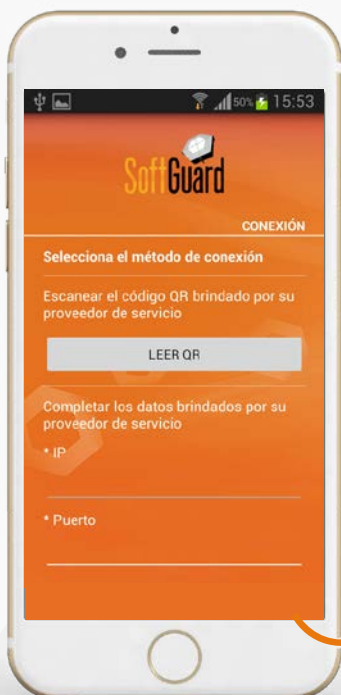 50% 15:53
SoftGuard
CONEXIÓN
Selecciona el método de conexión
Escanear el código QR brindado por su
proveedor de servicio
LEER QR
Completar los datos brindados por su
proveedor de servicio
* IP
* Puerto